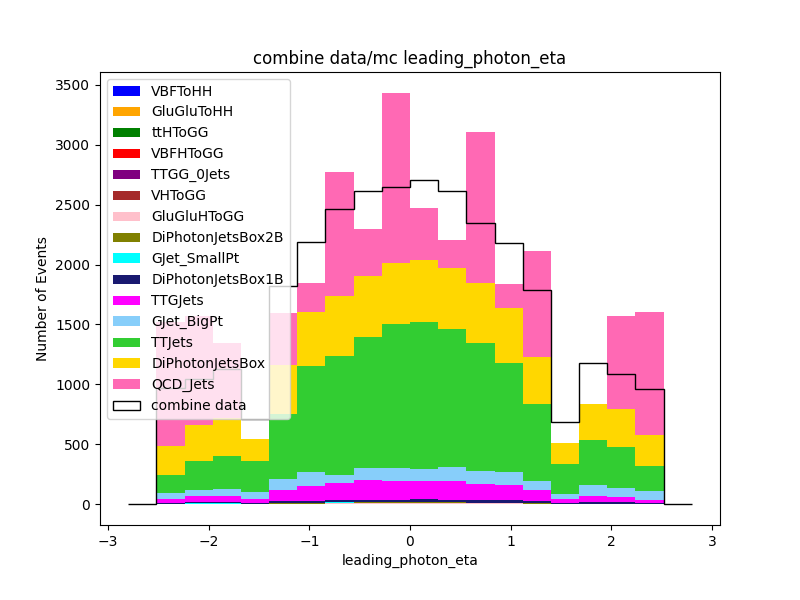 combine data/mc leading_photon_eta
3500
3000
2500
2000
1500
1000
500
0
Number of Events
VBFToHH
GluGluToHH
ttHToGG
VBFHToGG
TTGG_0Jets
VHToGG
GluGluHToGG
DiPhotonJetsBox2B
GJet_SmallPt
DiPhotonJetsBox1B
TTGJets
GJet_BigPt
TTJets
DiPhotonJetsBox
QCD_Jets
combine data
−3 −2 −1 0 1 2 3
leading_photon_eta